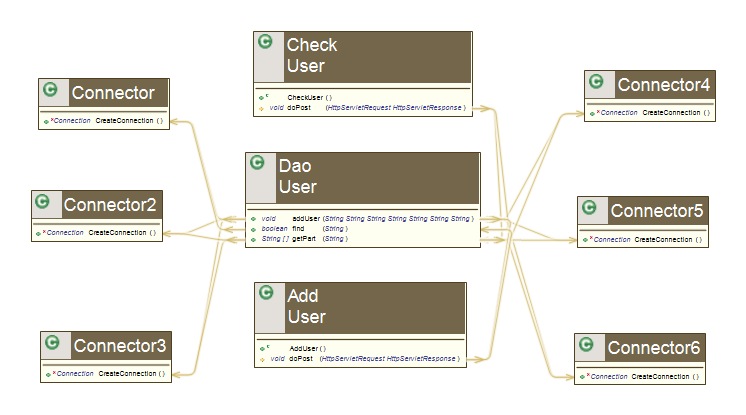 Check
User
CheckUser ( )
void doPost (HttpServletRequest HttpServletResponse )
Connector
Connection CreateConnection ( )
Connector4
Connection CreateConnection ( )
Dao
User
void addUser (String String String String String String String )
boolean find (String )
String [ ] getPart (String )
Connector2
Connection CreateConnection ( )
Connector5
Connection CreateConnection ( )
Add
User
AddUser ( )
void doPost (HttpServletRequest HttpServletResponse )
Connector3
Connection CreateConnection ( )
Connector6
Connection CreateConnection ( )